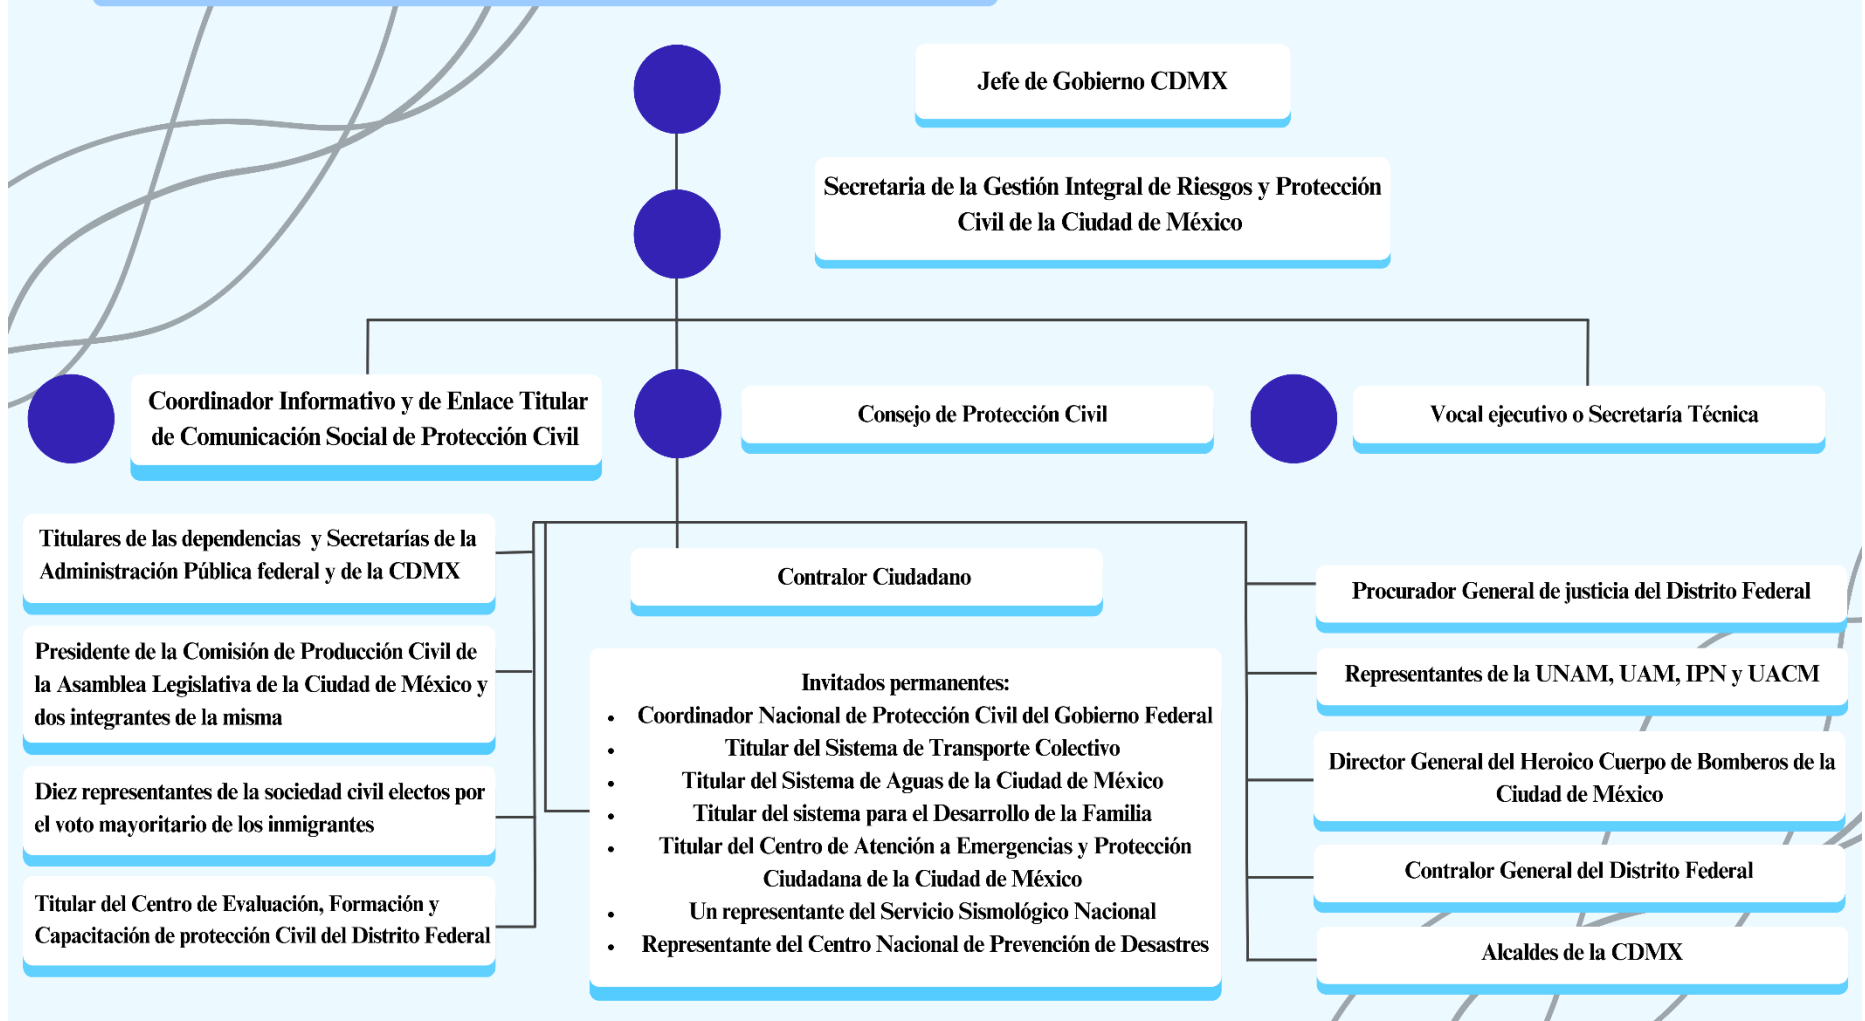 Jefe de Gobierno CDMX
Secretaria de la Gestión Integral de Riesgos y Protección
Civil de la Ciudad de México
Coordinador Informativo y de Enlace Titular
de Comunicación Social de Protección Civil
Consejo de Protección Civil
Vocal ejecutivo o Secretaría Técnica
Titulares de las dependencias y Secretarías de la
Administración Pública federal y de la CDMX
Presidente de la Comisión de Producción Civil de
la Asamblea Legislativa de la Ciudad de México y
dos integrantes de la misma
Diez representantes de la sociedad civil electos por
el voto mayoritario de los inmigrantes
Titular del Centro de Evaluación, Formación y
Capacitación de protección Civil del Distrito Federal
Contralor Ciudadano
Invitados permanentes:
• Coordinador Nacional de Protección Civil del Gobierno Federal
• Titular del Sistema de Transporte Colectivo
• Titular del Sistema de Aguas de la Ciudad de México
• Titular del sistema para el Desarrollo de la Familia
• Titular del Centro de Atención a Emergencias y Protección
Ciudadana de la Ciudad de México
• Un representante del Servicio Sismológico Nacional
• Representante del Centro Nacional de Prevención de Desastres
Procurador General de justicia del Distrito Federal
Representantes de la UNAM, UAM, IPN y UACM
Director General del Heroico Cuerpo de Bomberos de la
Ciudad de México
Contralor General del Distrito Federal
Alcaldes de la CDMX